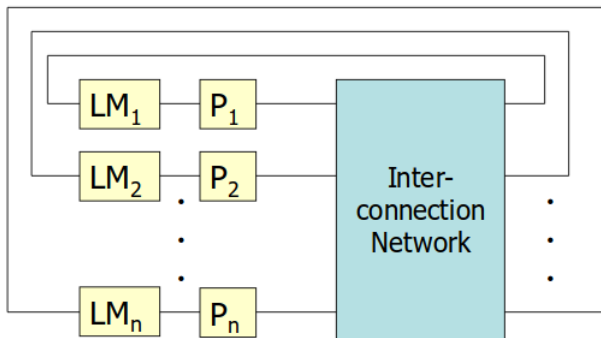 LM₁ P₁
LM₂ P₂
Inter-
connection
Network
LMₙ Pₙ